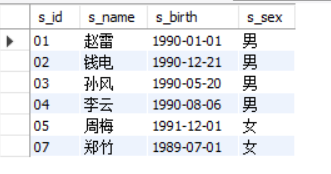 s_id s_name s_birth s_sex
01 赵雷 1990-01-01 男
02 钱电 1990-12-21 男
03 孙风 1990-05-20 男
04 李云 1990-08-06 男
05 周梅 1991-12-01 女
07 郑竹 1989-07-01 女